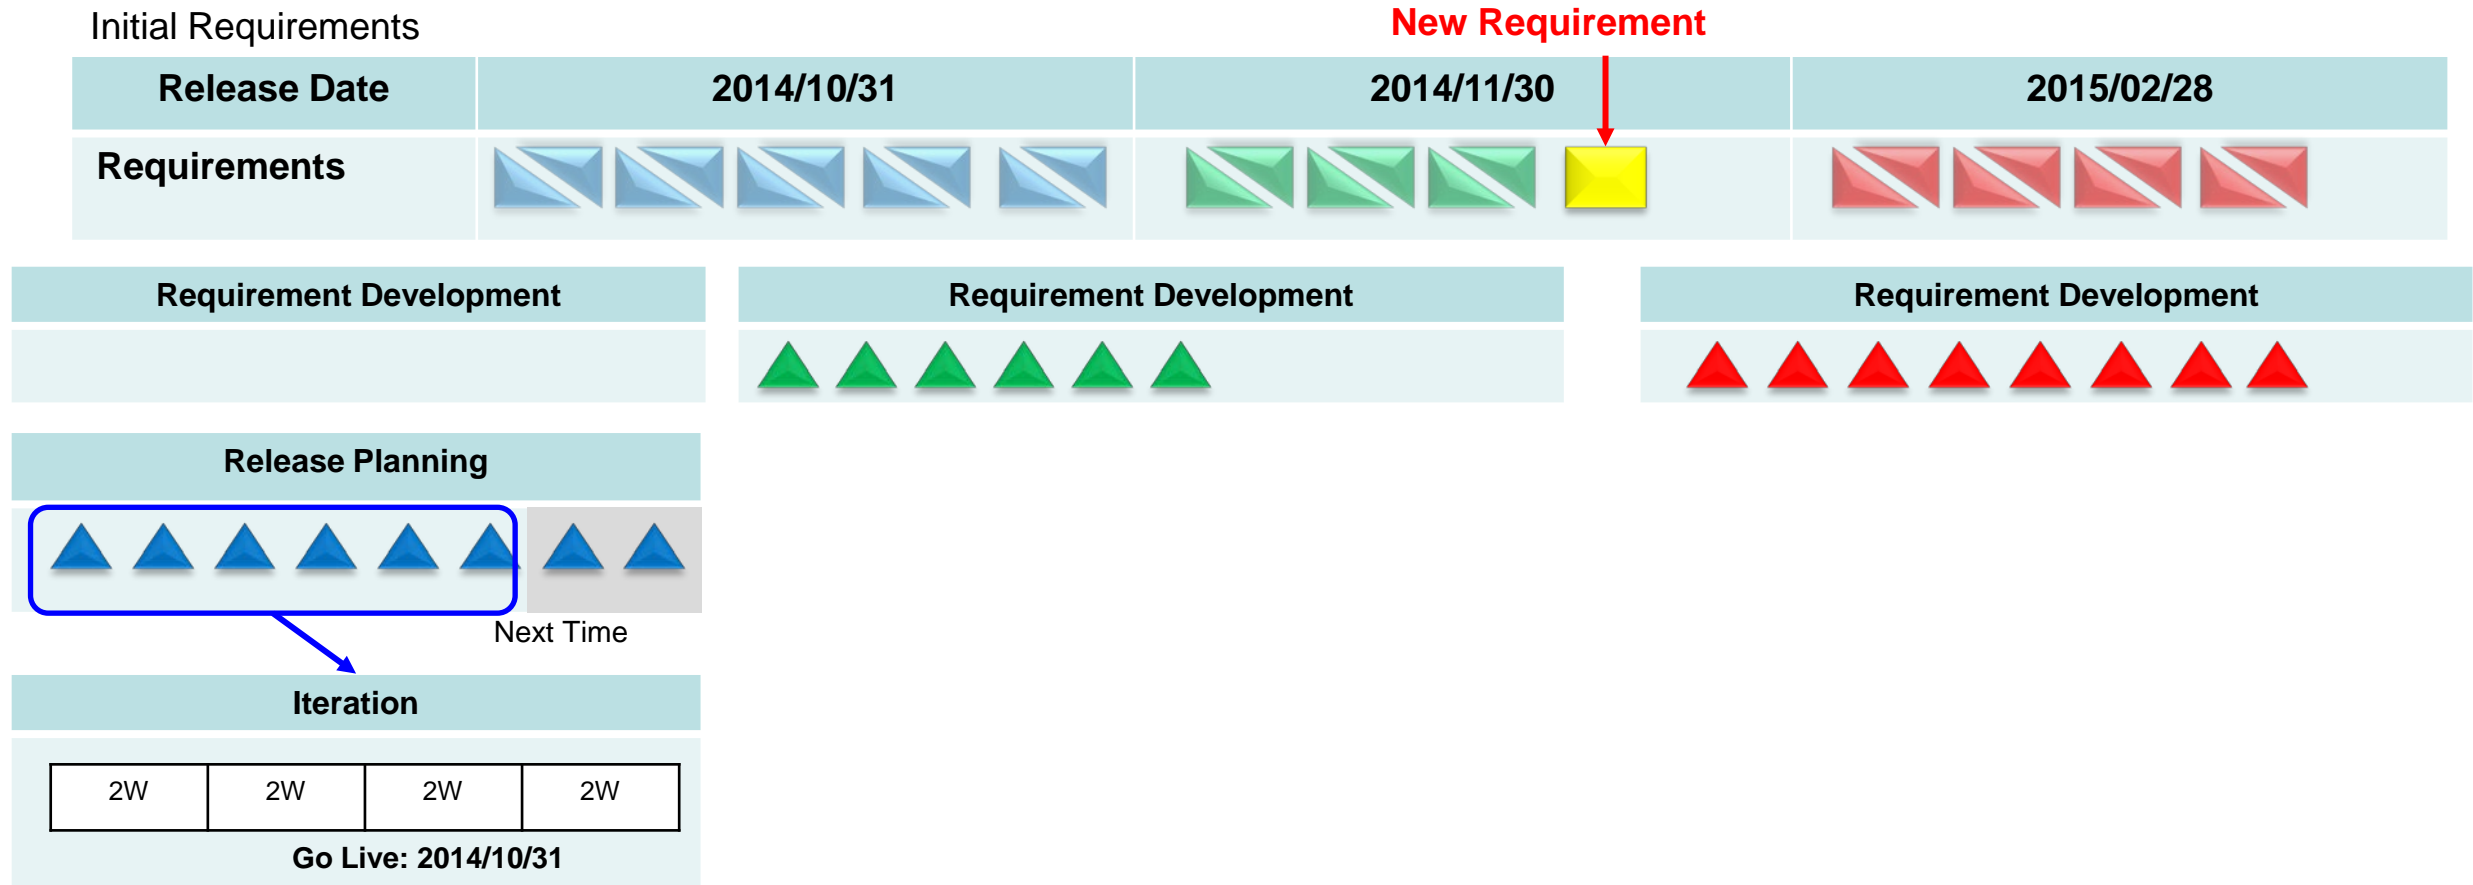 Initial Requirements
New Requirement
Release Date 2014/10/31 2014/11/30 2015/02/28
Requirements
Requirement Development Requirement Development Requirement Development
Release Planning
Next Time
Iteration
2W 2W 2W 2W
Go Live: 2014/10/31